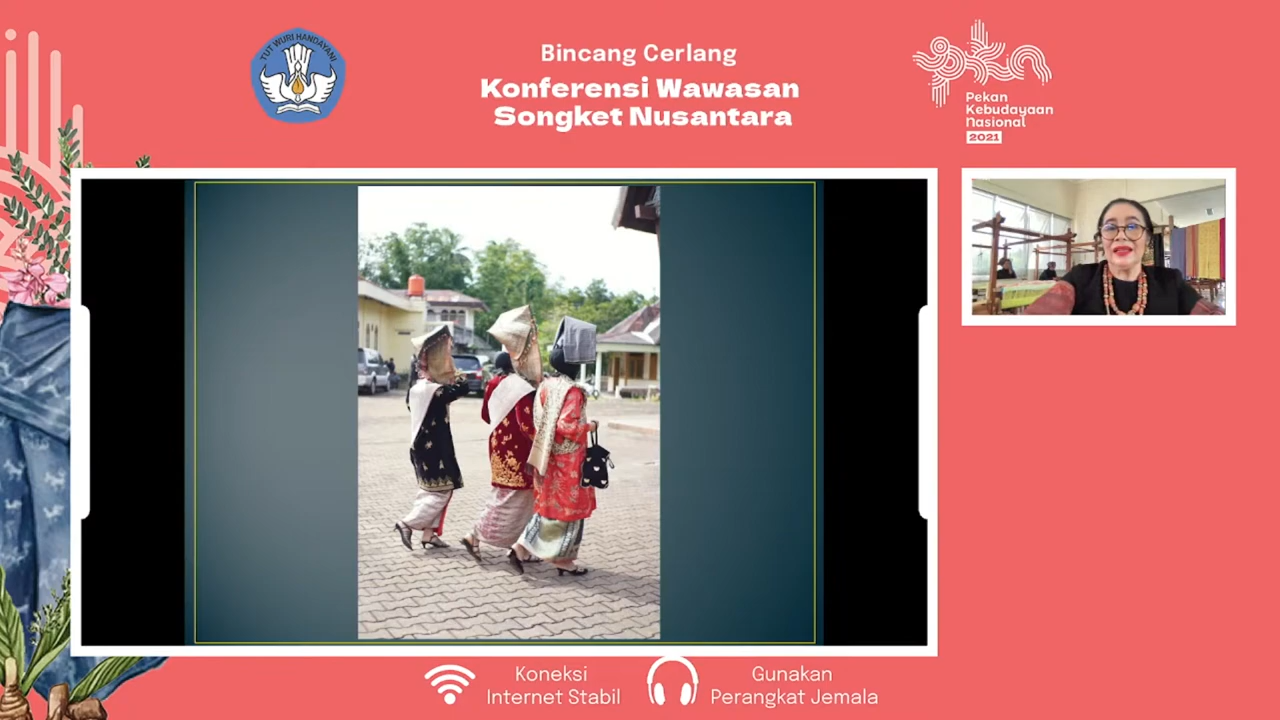 TUT WURI HANDAYANI
Bincang Cerlang
Konferensi Wawasan
Songket Nusantara
pkn
Pekan
Kebudayaan
Nasional
2021
Koneksi
Internet Stabil
Gunakan
Perangkat Jemala